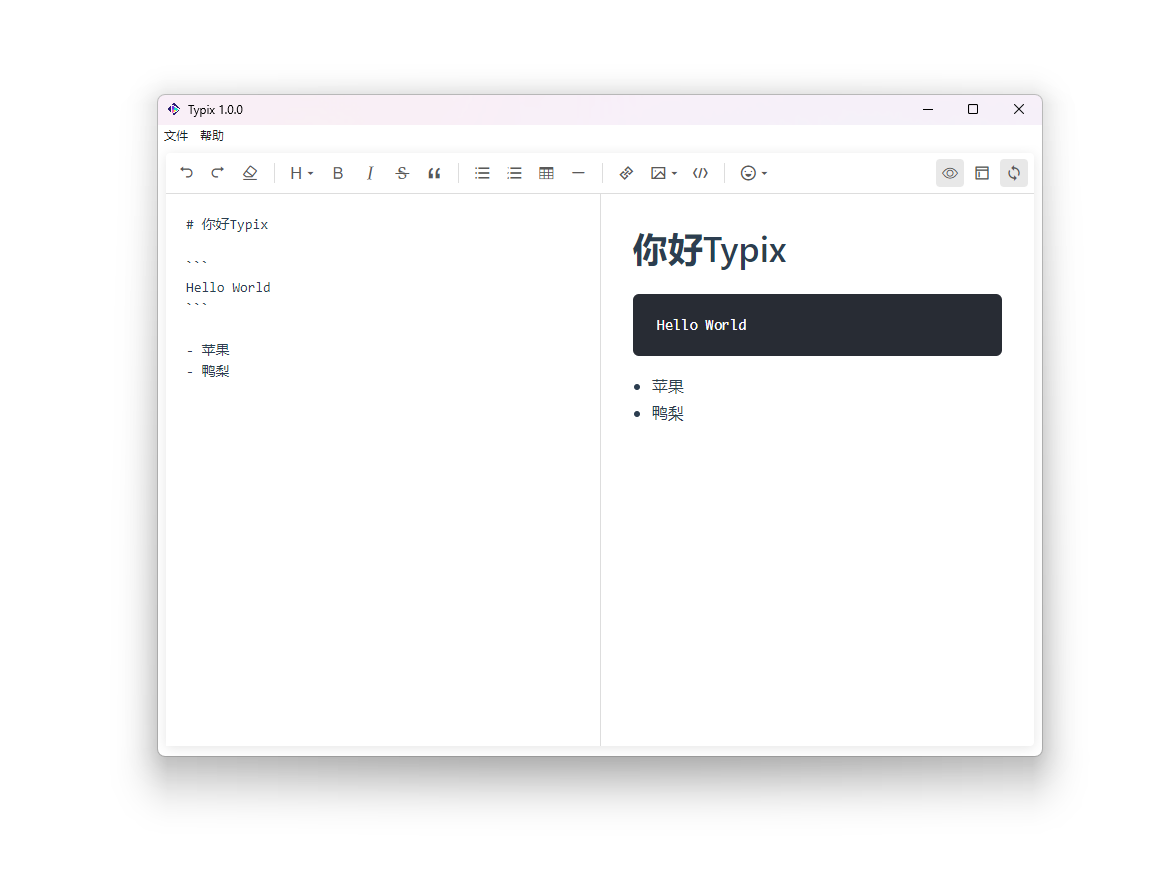 Typix 1.0.0
文件 帮助
H B I S “ </>
# 你好Typix
```
Hello World
```
- 苹果
- 鸭梨
你好Typix
Hello World
• 苹果
• 鸭梨